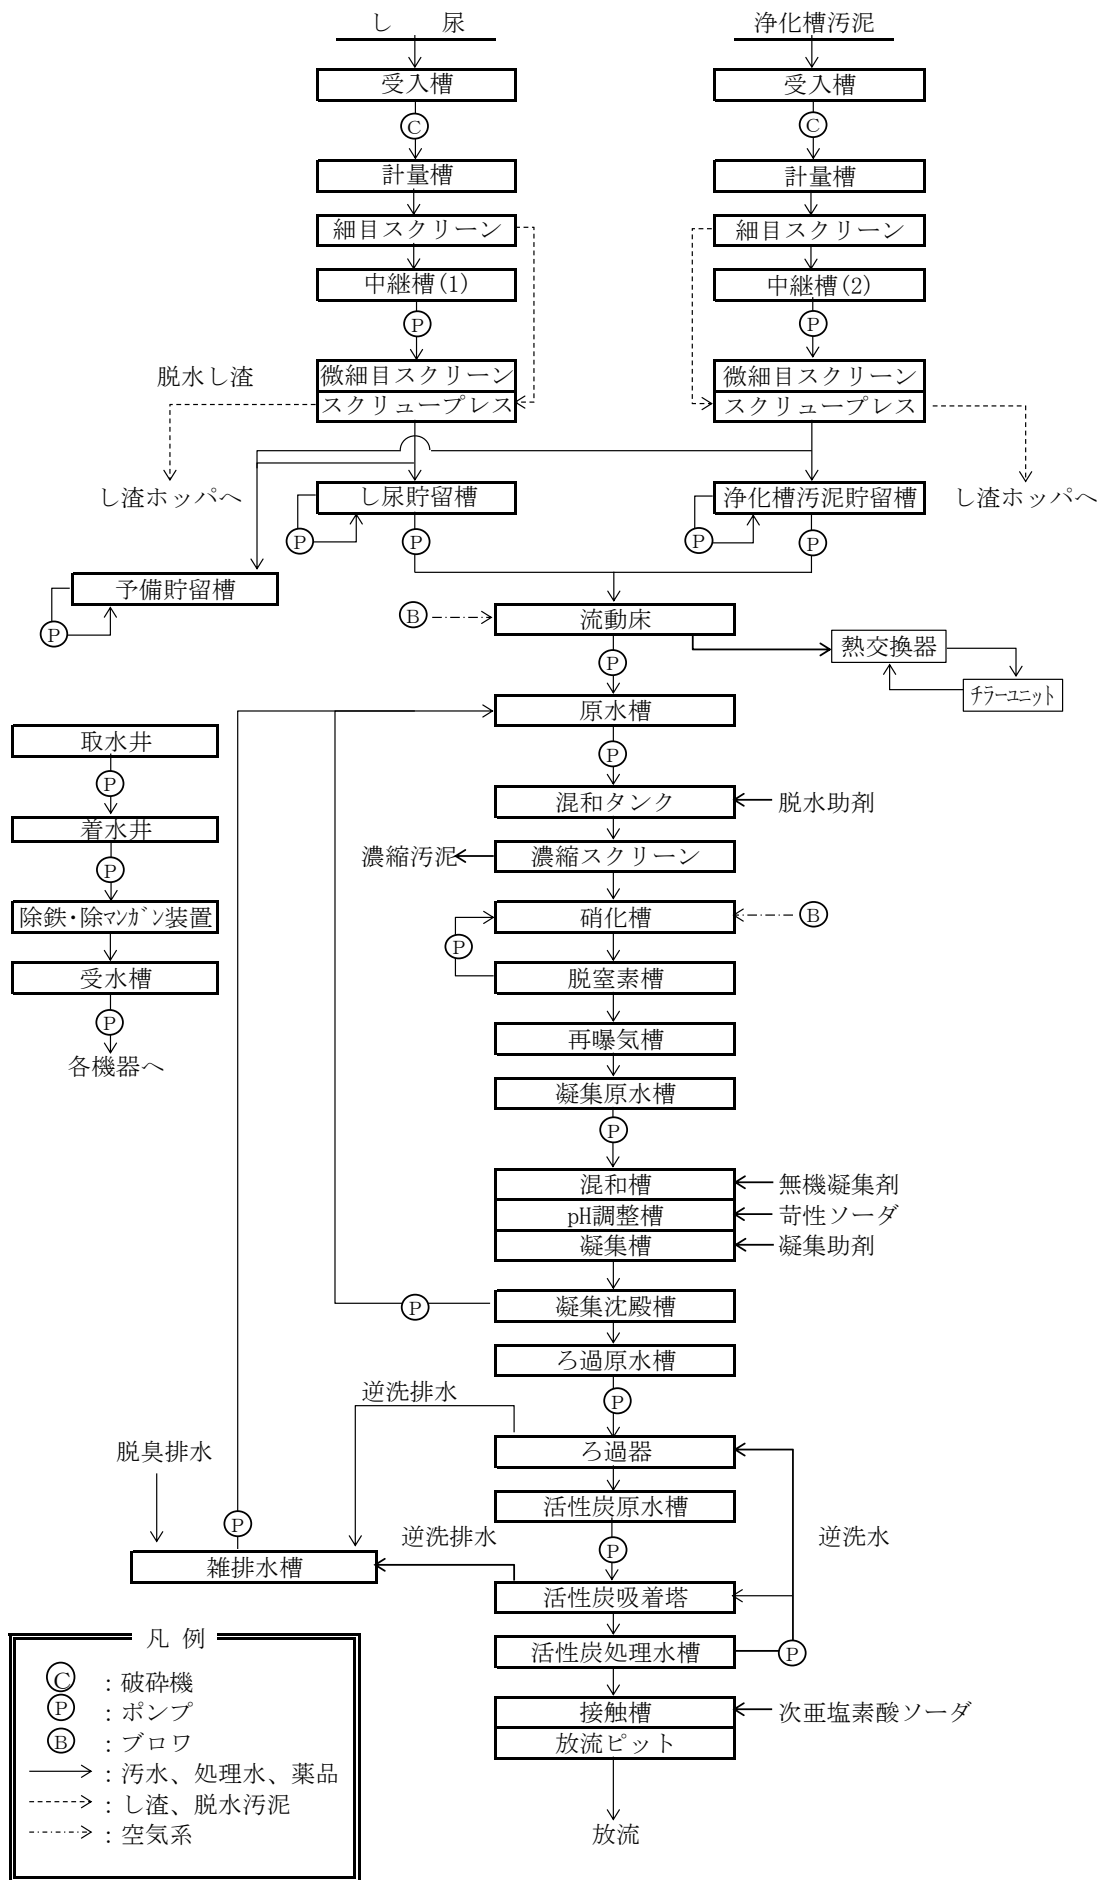 し 尿
浄化槽汚泥
受入槽
受入槽
C
C
計量槽
計量槽
細目スクリーン
細目スクリーン
中継槽(1)
中継槽(2)
P
P
脱水し渣
微細目スクリーン
微細目スクリーン
スクリュープレス
スクリュープレス
し渣ホッパへ
し尿貯留槽
浄化槽汚泥貯留槽
し渣ホッパへ
P
P
P
P
予備貯留槽
P
B
流動床
熱交換器
P
チラーユニット
原水槽
取水井
P
P
混和タンク
脱水助剤
着水井
濃縮汚泥
濃縮スクリーン
P
除鉄・除マンガン装置
硝化槽
B
P
受水槽
脱窒素槽
P
再曝気槽
各機器へ
凝集原水槽
P
混和槽
無機凝集剤
pH調整槽
苛性ソーダ
凝集槽
凝集助剤
P
凝集沈殿槽
ろ過原水槽
逆洗排水
P
脱臭排水
ろ過器
活性炭原水槽
P
逆洗排水
P
逆洗水
雑排水槽
活性炭吸着塔
活性炭処理水槽
P
接触槽
次亜塩素酸ソーダ
放流ピット
放流
凡 例
C :破砕機
P :ポンプ
B :ブロワ
:汚水、処理水、薬品
:し渣、脱水汚泥
:空気系